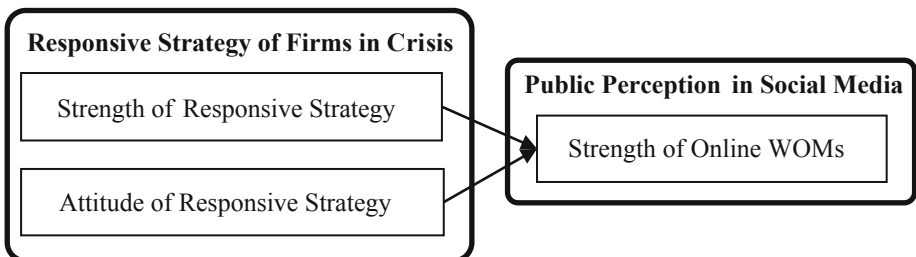 Responsive Strategy of Firms in Crisis
Strength of Responsive Strategy
Attitude of Responsive Strategy
Public Perception in Social Media
Strength of Online WOMs